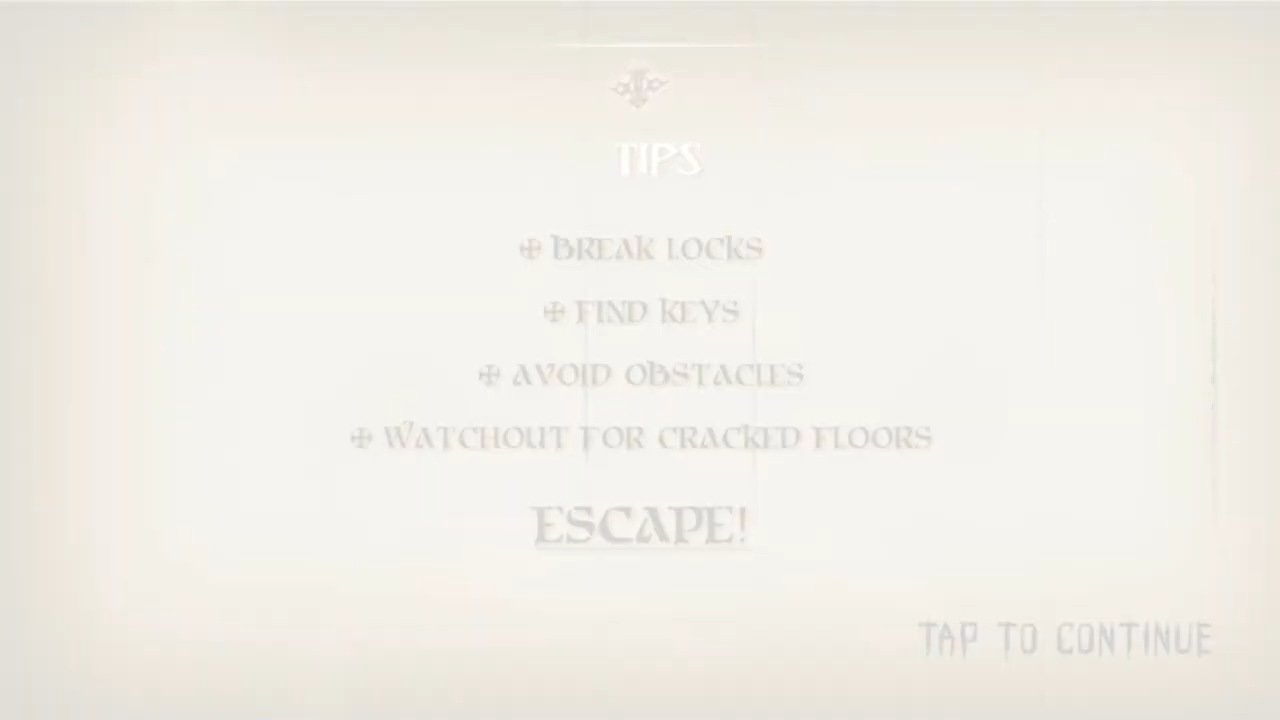 TIPS
✠ BREAK LOCKS
✠ FIND KEYS
✠ AVOID OBSTACLES
✠ WATCHOUT FOR CRACKED FLOORS
ESCAPE!
TAP TO CONTINUE